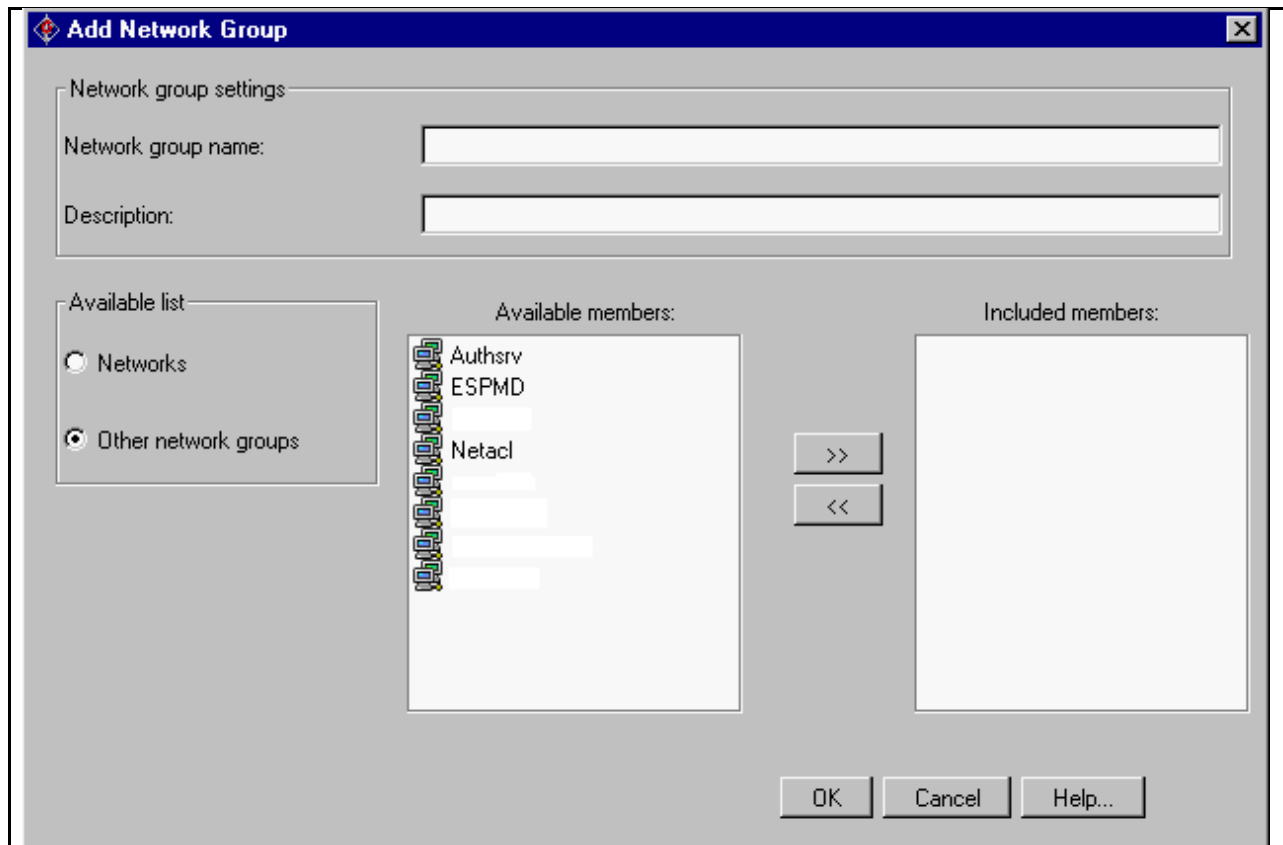 Add Network Group
Network group settings
Network group name:
Description:
Available list
Networks
Other network groups
Available members:
Authsrv
ESPMD
Netacl
>>
<<
Included members:
OK
Cancel
Help...